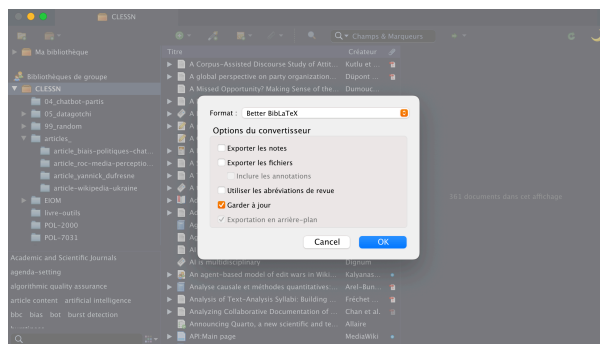 CLESSN
Champs & Marqueurs
Ma bibliothèque
Bibliothèques de groupe
CLESSN
04_chatbot-partis
05_datagotchi
99_random
articles_
article_biais-politiques-chat...
article_roc-media-perceptio...
article_yannick_dufresne
article-wikipedia-ukraine
EIOM
livre-outils
POL-2000
POL-7031
Academic and Scientific Journals
agenda-setting
algorithmic quality assurance
article content artificial intelligence
bbc bias bot burst detection
Titre Créateur
A Corpus-Assisted Discourse Study of Attit... Kutlu et ...
A global perspective on party organization... Düpont ...
A Missed Opportunity? Making Sense of the... Dumouc...
Format : Better BibLaTeX
Options du convertisseur
Exporter les notes
Exporter les fichiers
Inclure les annotations
Utiliser les abréviations de revue
Garder à jour
Exportation en arrière-plan
Cancel OK
AI is multidisciplinary Dignum
An agent-based model of edit wars in Wiki... Kalyanas...
Analyse causale et méthodes quantitatives... Arel-Bun...
Analysis of Text-Analysis Syllabi: Building ... Fréchet ...
Analyzing Collaborative Documentation of ... Chan et al.
Announcing Quarto, a new scientific and te... Allaire
API:Main page MediaWiki
361 documents dans cet affichage